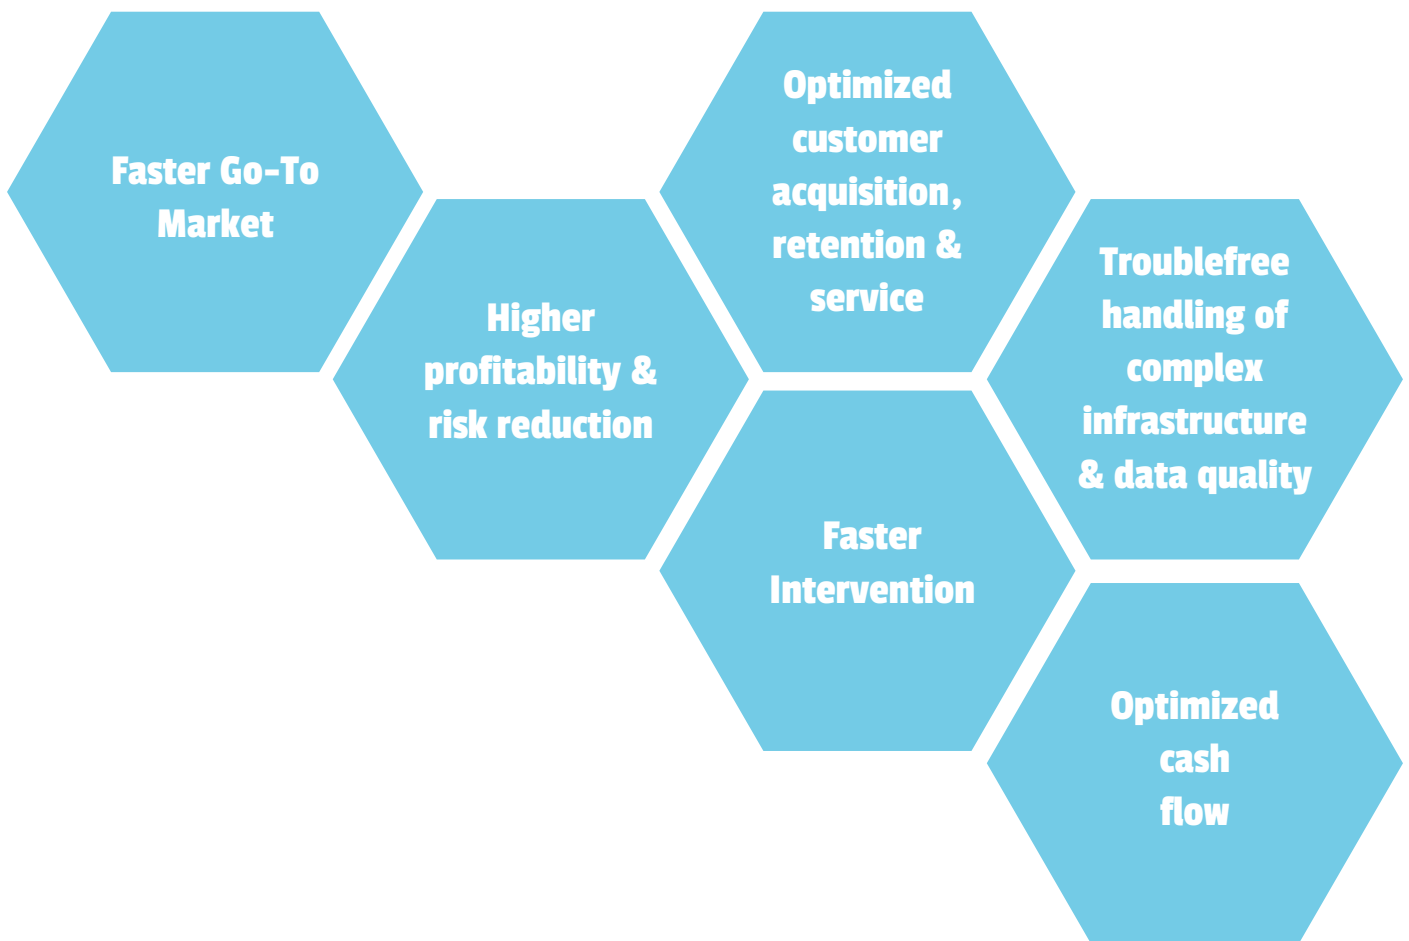 Faster Go-To
Market
Higher
profitability &
risk reduction
Optimized
customer
acquisition,
retention &
service
Faster
Intervention
Troublefree
handling of
complex
infrastructure
& data quality
Optimized
cash
flow